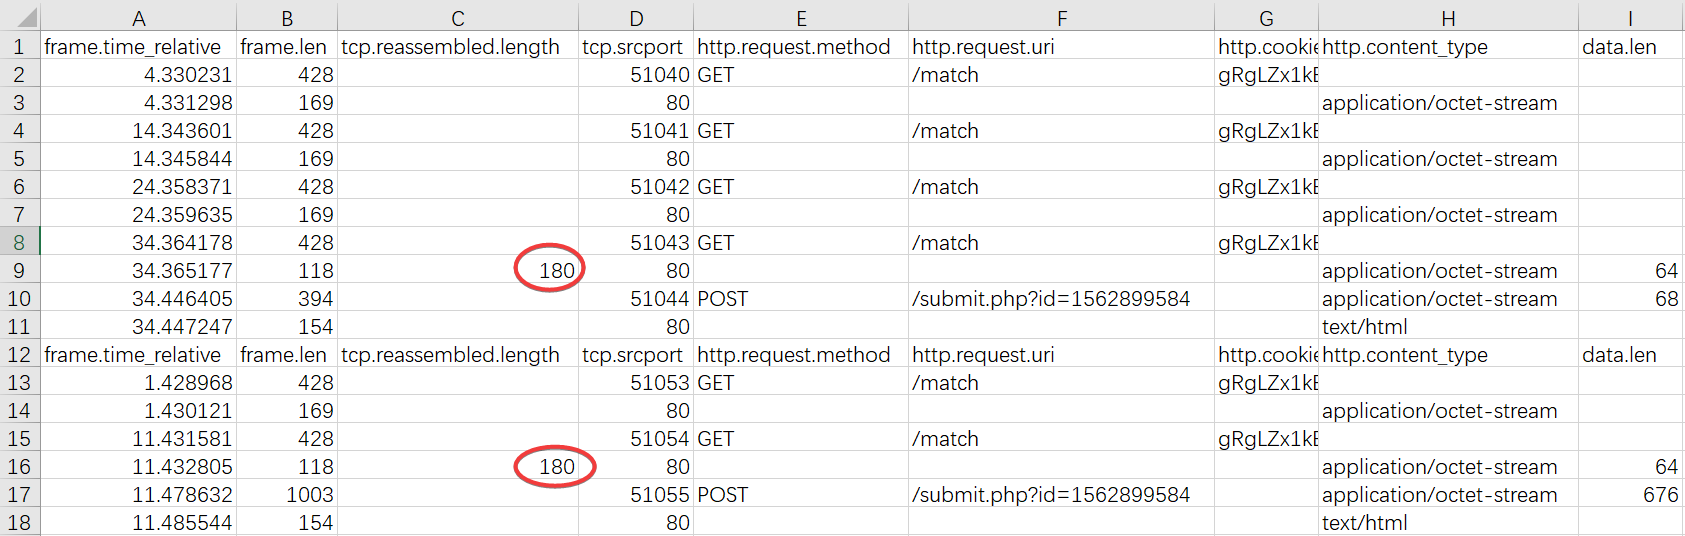 A B C D E F G H I
1 frame.time_relative frame.len tcp.reassembled.length tcp.srcport http.request.method http.request.uri http.cookie http.content_type data.len
2 4.330231 428 51040 GET /match gRgLZx1kE
3 4.331298 169 80 application/octet-stream
4 14.343601 428 51041 GET /match gRgLZx1kE
5 14.345844 169 80 application/octet-stream
6 24.358371 428 51042 GET /match gRgLZx1kE
7 24.359635 169 80 application/octet-stream
8 34.364178 428 51043 GET /match gRgLZx1kE
9 34.365177 118 180 80 application/octet-stream 64
10 34.446405 394 51044 POST /submit.php?id=1562899584 application/octet-stream 68
11 34.447247 154 80 text/html
12 frame.time_relative frame.len tcp.reassembled.length tcp.srcport http.request.method http.request.uri http.cookie http.content_type data.len
13 1.428968 428 51053 GET /match gRgLZx1kE
14 1.430121 169 80 application/octet-stream
15 11.431581 428 51054 GET /match gRgLZx1kE
16 11.432805 118 180 80 application/octet-stream 64
17 11.478632 1003 51055 POST /submit.php?id=1562899584 application/octet-stream 676
18 11.485544 154 80 text/html